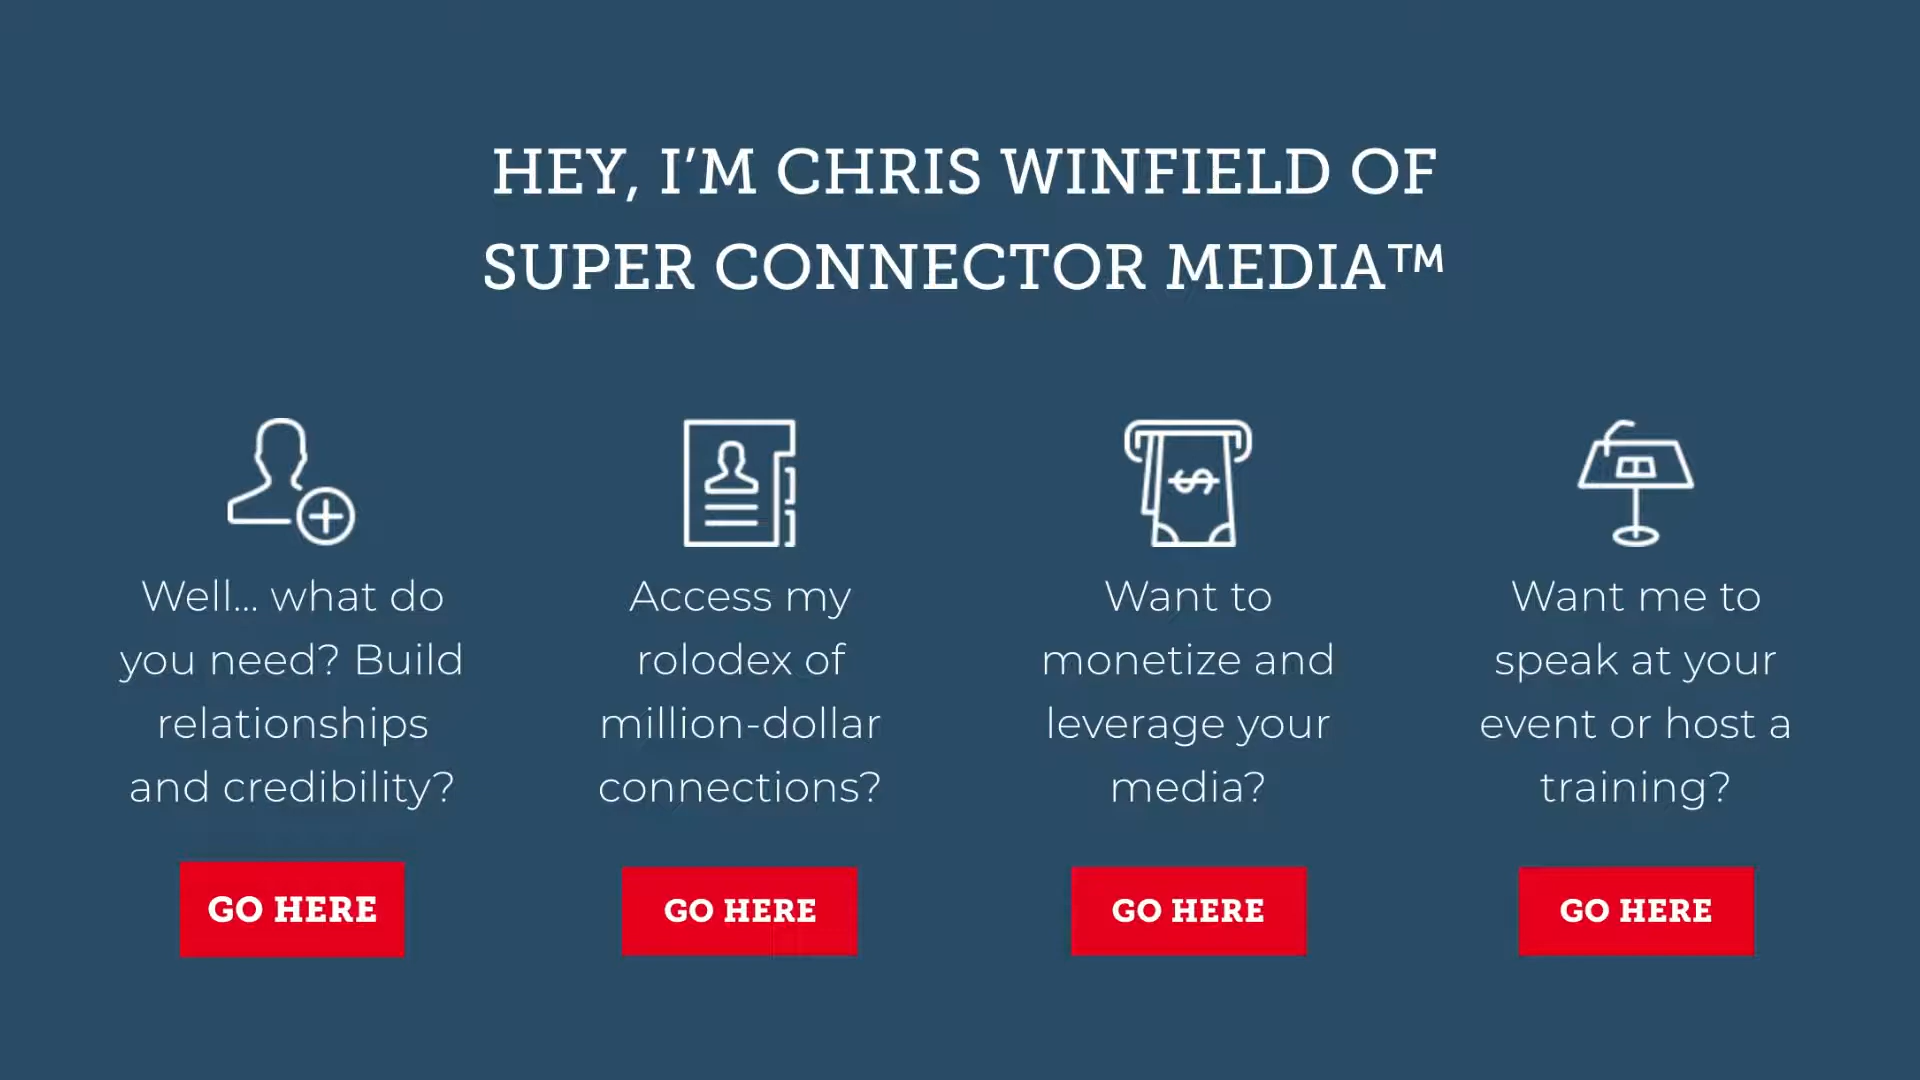 HEY, I’M CHRIS WINFIELD OF
SUPER CONNECTOR MEDIA™
Well... what do
you need? Build
relationships
and credibility?
GO HERE
Access my
rolodex of
million-dollar
connections?
GO HERE
Want to
monetize and
leverage your
media?
GO HERE
Want me to
speak at your
event or host a
training?
GO HERE